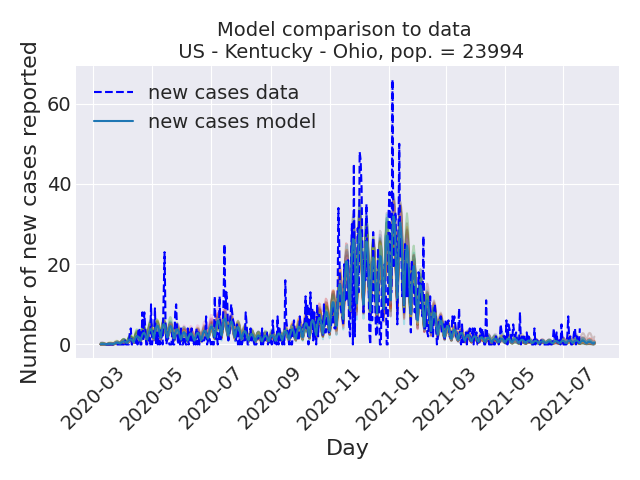 Model comparison to data
US - Kentucky - Ohio, pop. = 23994
new cases data
new cases model
Number of new cases reported
60
40
20
0
2020-03
2020-05
2020-07
2020-09
2020-11
2021-01
2021-03
2021-05
2021-07
Day